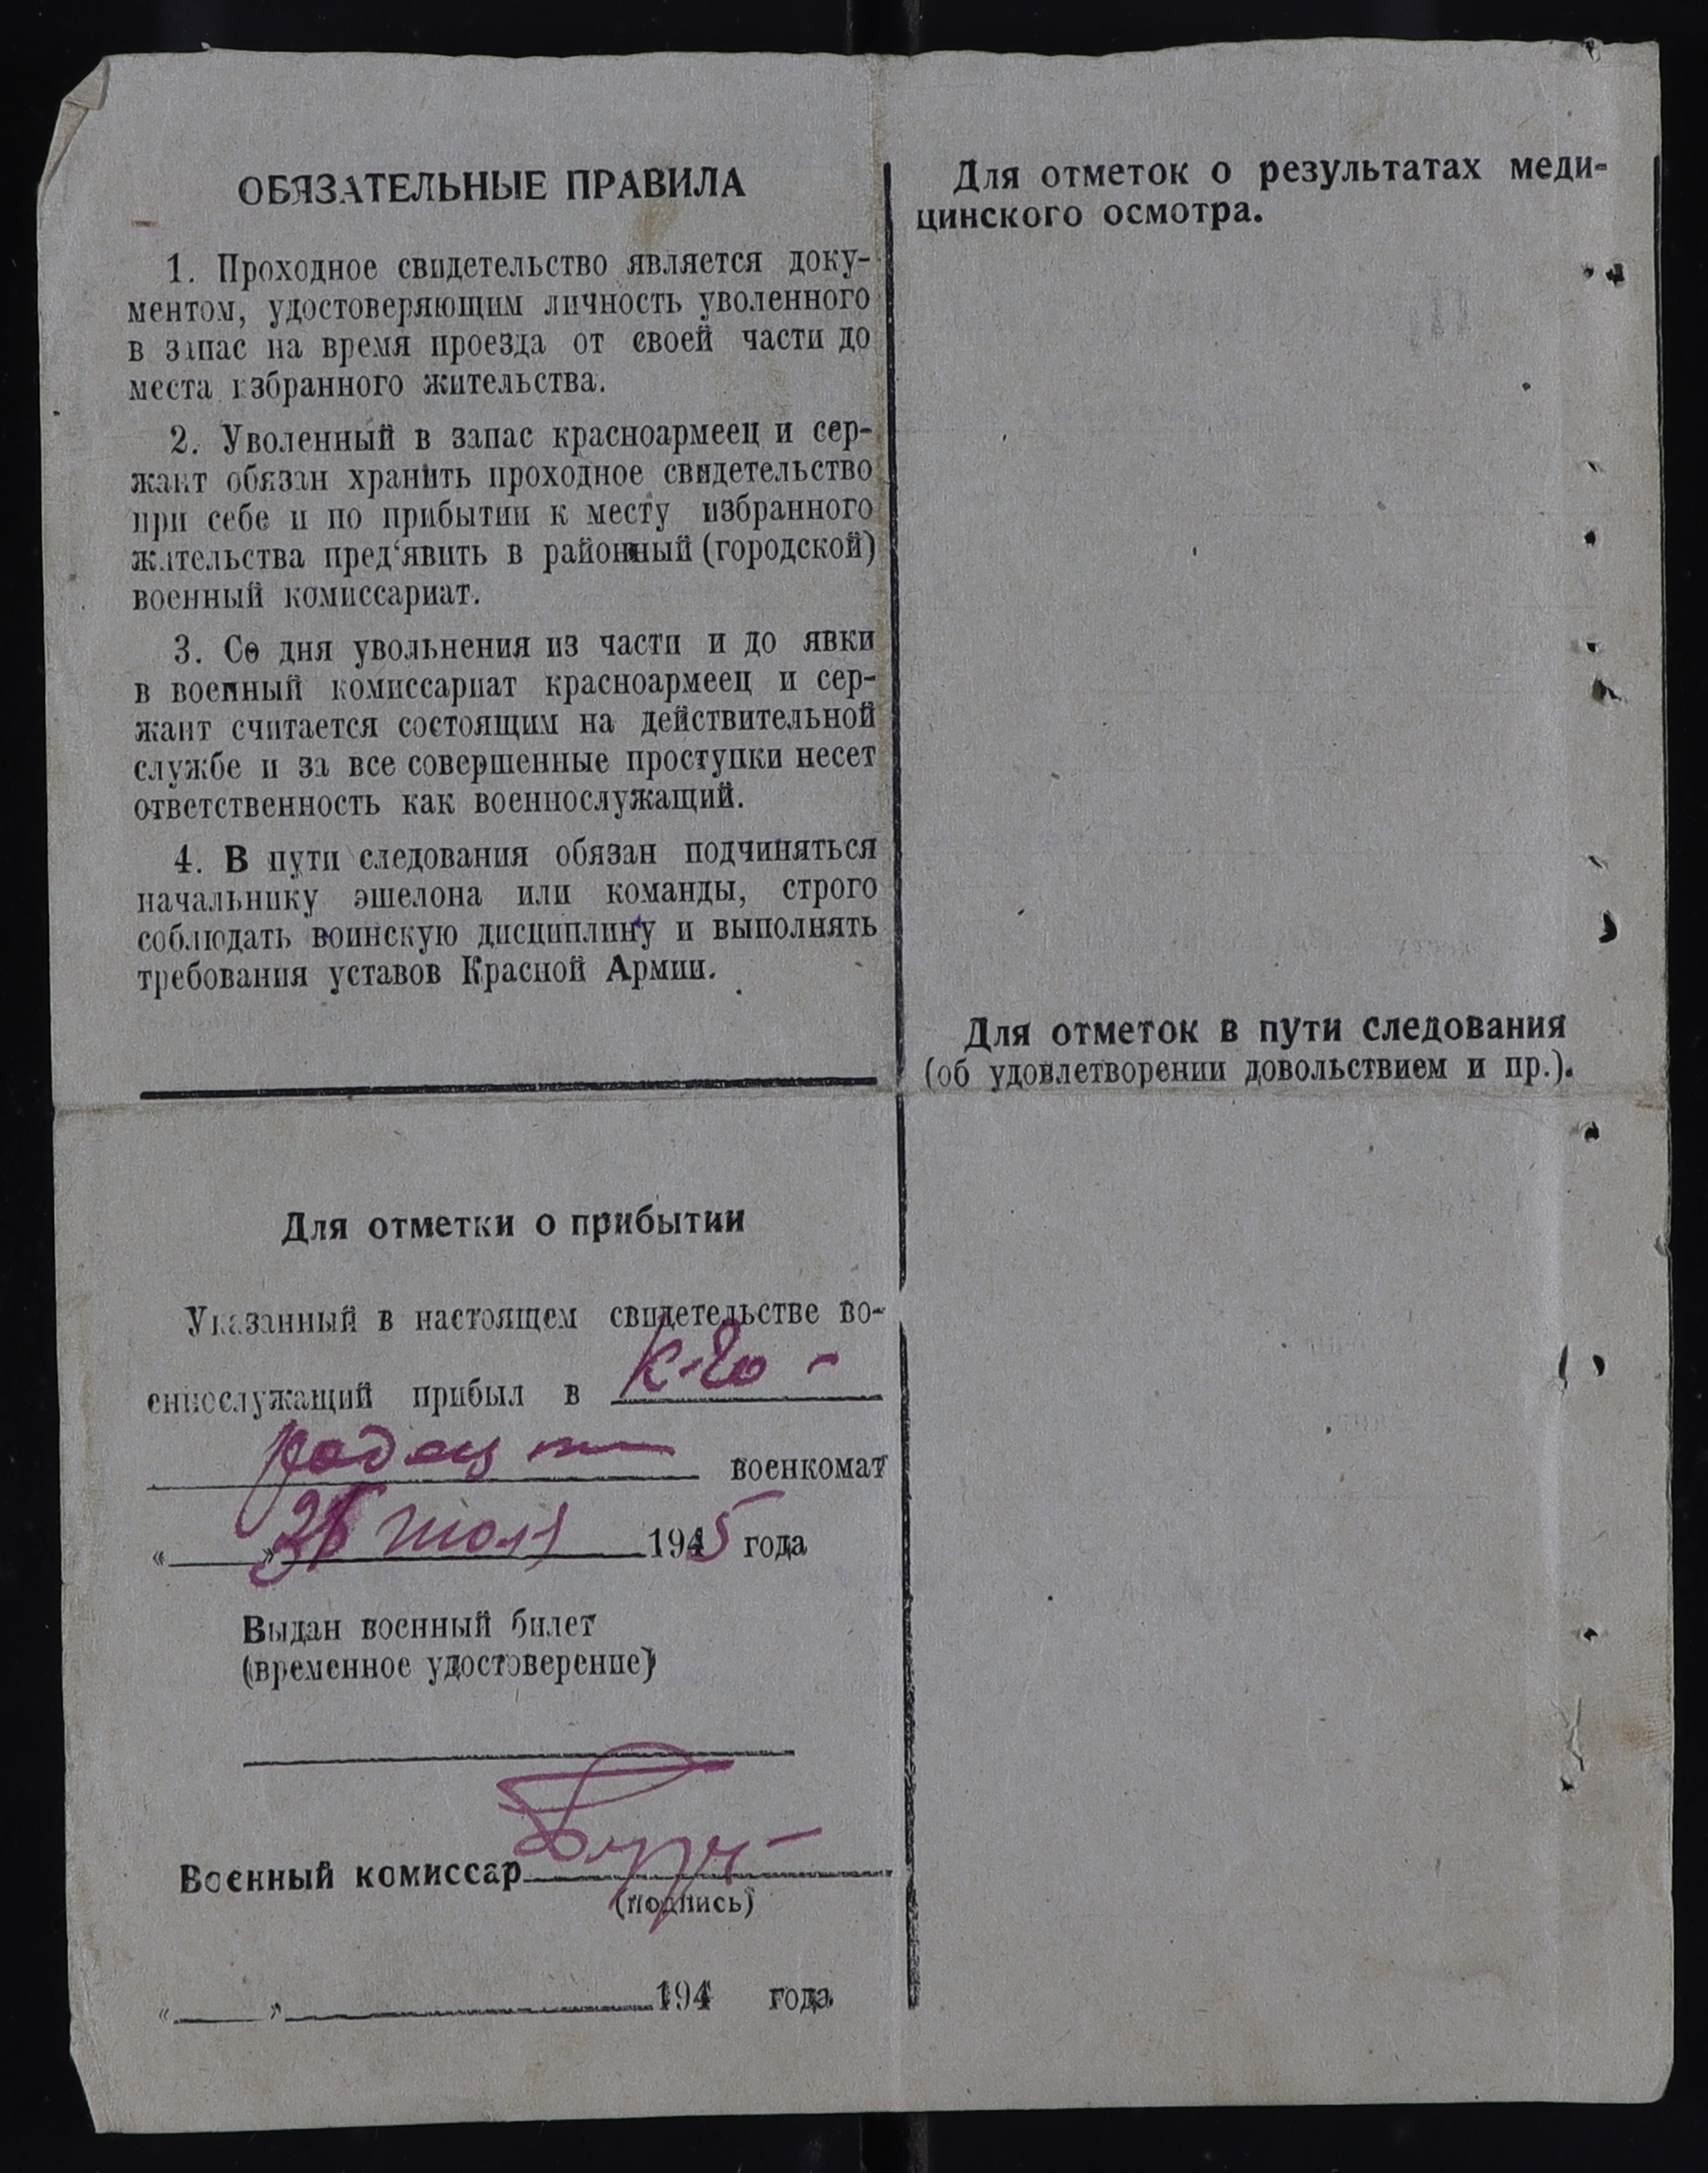 ОБЯЗАТЕЛЬНЫЕ ПРАВИЛА
1. Проходное свидетельство является доку-
ментом, удостоверяющим личность уволенного
в запас на время проезда от своей части до
места избранного жительства.
2. Уволенный в запас красноармеец и сер-
жант обязан хранить проходное свидетельство
при себе и по прибытии к месту избранного
жительства пред‘явить в районный (городской)
военный комиссариат.
3. Со дня увольнения из части и до явки
в военный комиссариат красноармеец и сер-
жант считается состоящим на действительной
службе и за все совершенные проступки несет
ответственность как военнослужащий.
4. В пути следования обязан подчиняться
начальнику эшелона или команды, строго
соблюдать воинскую дисциплину и выполнять
требования уставов Красной Армии.
Для отметки о прибытии
Указанный в настоящем свидетельстве во-
еннослужащий прибыл в
военкомат
« » июля 1945 года
Выдан военный билет
(временное удостоверение)
Военный комиссар
(подпись)
« » 194 года
Для отметок о результатах меди-
цинского осмотра.
Для отметок в пути следования
(об удовлетворении довольствием и пр.).